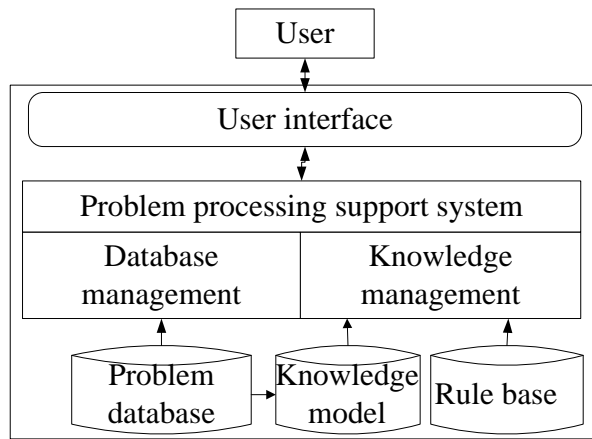 User
User interface
Problem processing support system
Database
management
Knowledge
management
Problem
database
Knowledge
model
Rule base